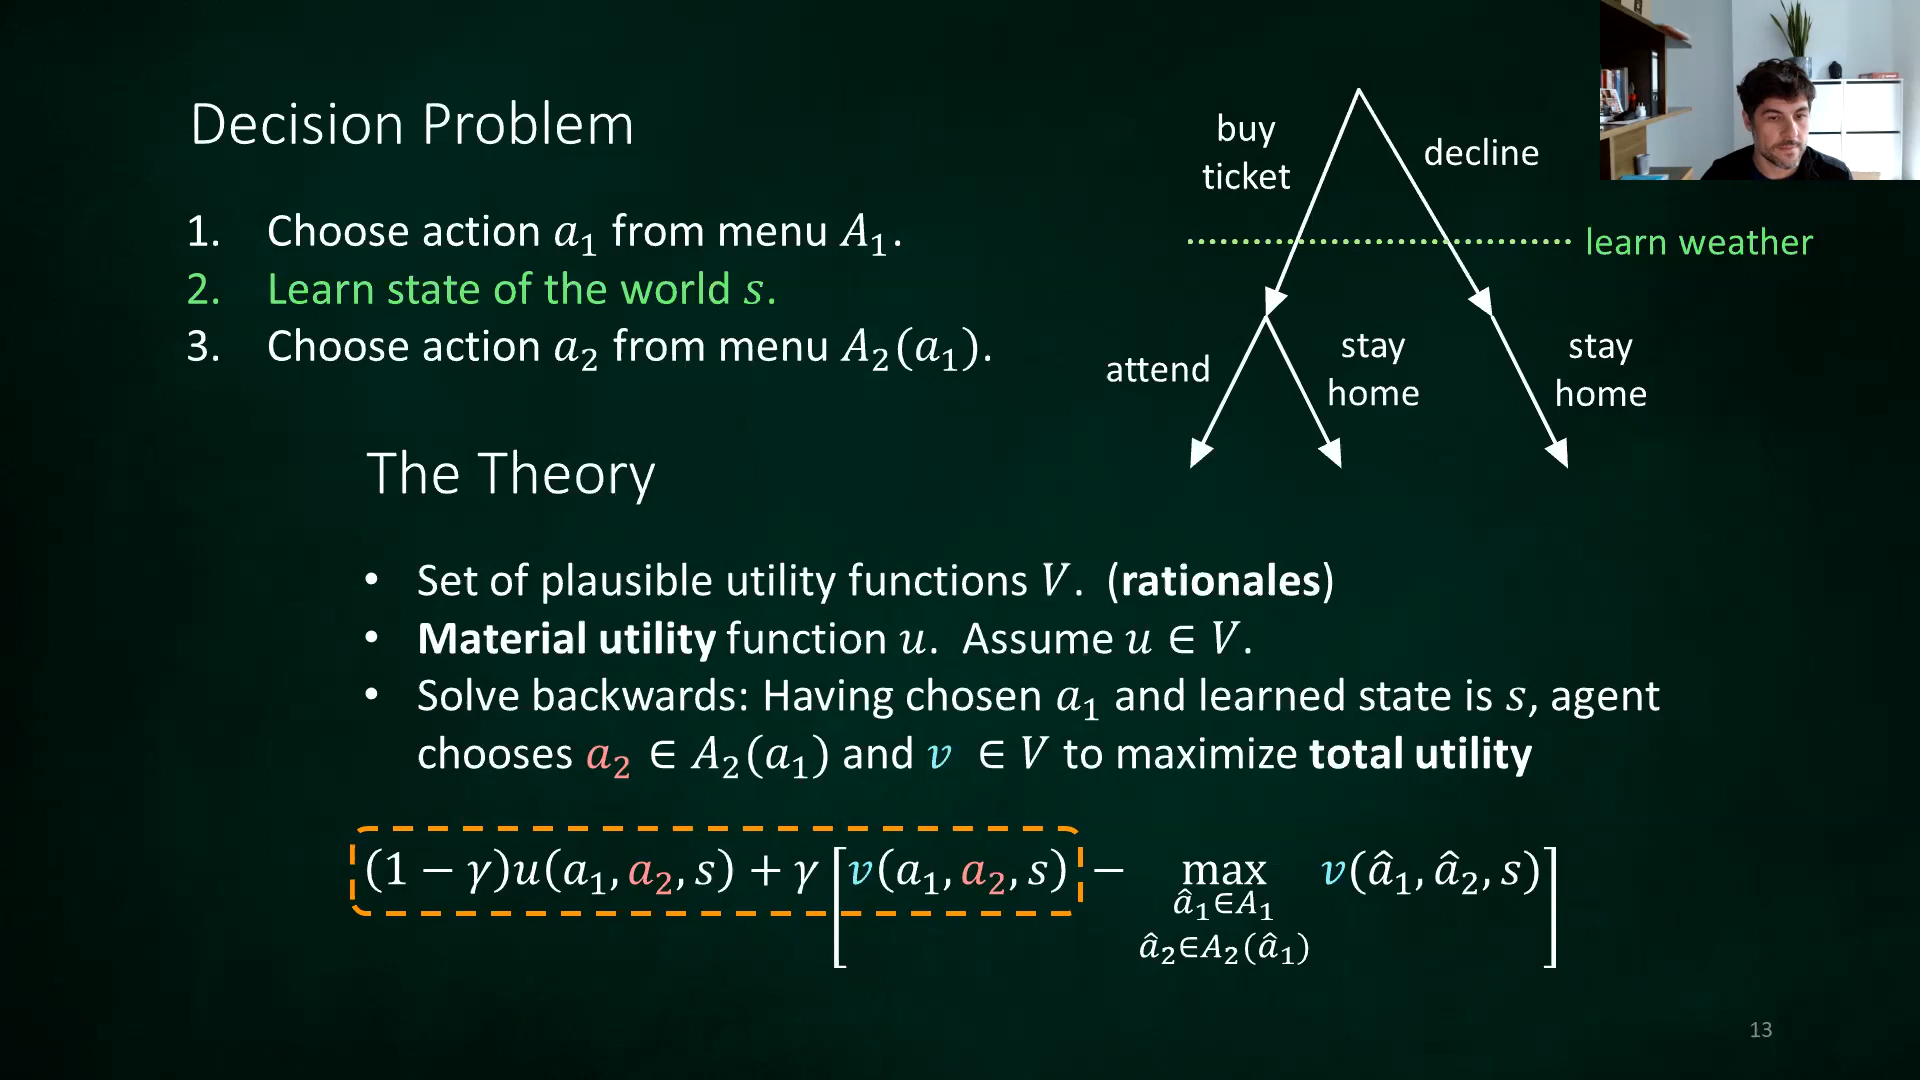 Decision Problem
1. Choose action a₁ from menu A₁.
2. Learn state of the world s.
3. Choose action a₂ from menu A₂(a₁).
buy
ticket
decline
learn weather
attend
stay
home
stay
home
The Theory
• Set of plausible utility functions V. (rationales)
• Material utility function u. Assume u ∈ V.
• Solve backwards: Having chosen a₁ and learned state is s, agent
chooses a₂ ∈ A₂(a₁) and v ∈ V to maximize total utility
(1 − γ)u(a₁, a₂, s) + γ [v(a₁, a₂, s) − max v(â₁, â₂, s)]
â₁∈A₁
â₂∈A₂(â₁)
13